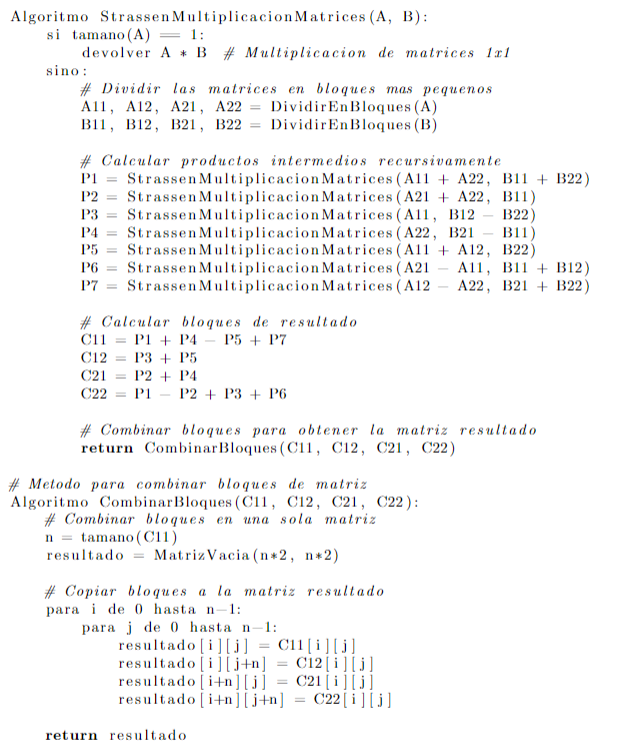 Algoritmo StrassenMultiplicacionMatrices(A, B):
    si tamano(A) == 1:
        devolver A * B  # Multiplicacion de matrices 1x1
    sino:
        # Dividir las matrices en bloques mas pequenos
        A11, A12, A21, A22 = DividirEnBloques(A)
        B11, B12, B21, B22 = DividirEnBloques(B)

        # Calcular productos intermedios recursivamente
        P1 = StrassenMultiplicacionMatrices(A11 + A22, B11 + B22)
        P2 = StrassenMultiplicacionMatrices(A21 + A22, B11)
        P3 = StrassenMultiplicacionMatrices(A11, B12 - B22)
        P4 = StrassenMultiplicacionMatrices(A22, B21 - B11)
        P5 = StrassenMultiplicacionMatrices(A11 + A12, B22)
        P6 = StrassenMultiplicacionMatrices(A21 - A11, B11 + B12)
        P7 = StrassenMultiplicacionMatrices(A12 - A22, B21 + B22)

        # Calcular bloques de resultado
        C11 = P1 + P4 - P5 + P7
        C12 = P3 + P5
        C21 = P2 + P4
        C22 = P1 - P2 + P3 + P6

        # Combinar bloques para obtener la matriz resultado
        return CombinarBloques(C11, C12, C21, C22)

# Metodo para combinar bloques de matriz
Algoritmo CombinarBloques(C11, C12, C21, C22):
    # Combinar bloques en una sola matriz
    n = tamano(C11)
    resultado = MatrizVacia(n*2, n*2)

    # Copiar bloques a la matriz resultado
    para i de 0 hasta n-1:
        para j de 0 hasta n-1:
            resultado[i][j] = C11[i][j]
            resultado[i][j+n] = C12[i][j]
            resultado[i+n][j] = C21[i][j]
            resultado[i+n][j+n] = C22[i][j]

    return resultado